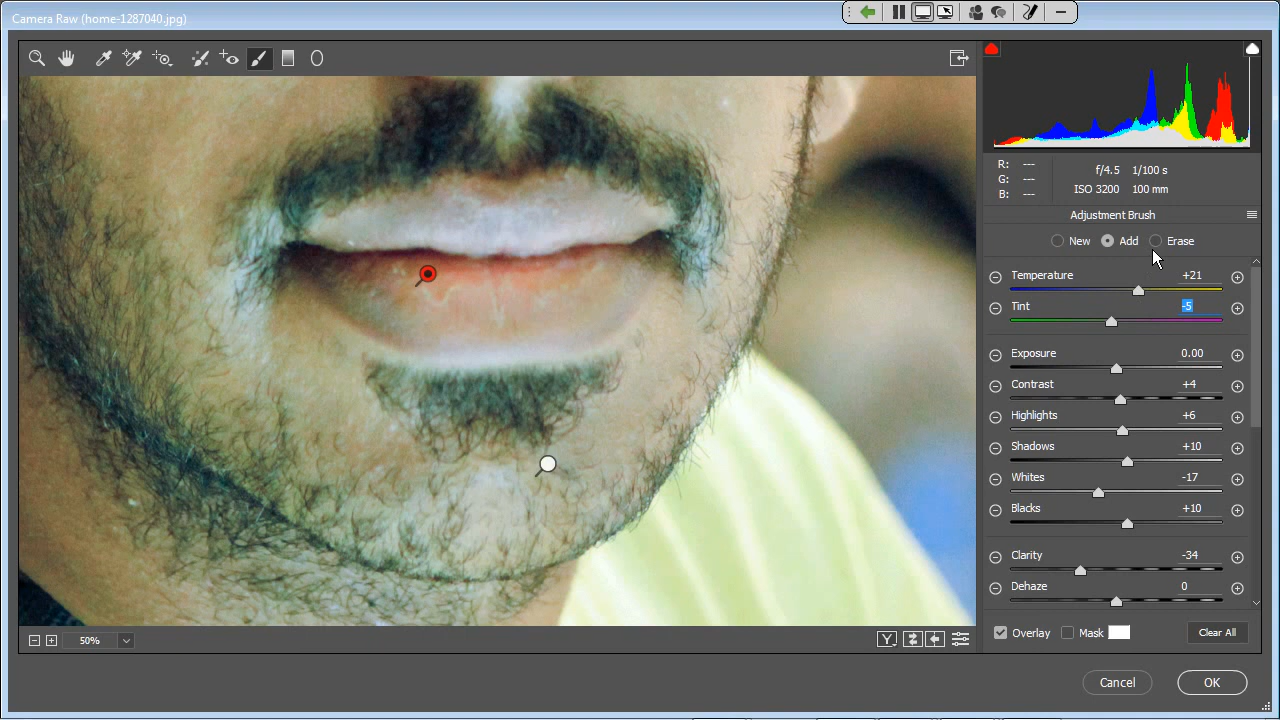 Camera Raw (home-1287040.jpg)
R: ---
G: ---
B: ---
f/4.5 1/100 s
ISO 3200 100 mm
Adjustment Brush
New Add Erase
Temperature +21
Tint -5
Exposure 0.00
Contrast +4
Highlights +6
Shadows +10
Whites -17
Blacks +10
Clarity -34
Dehaze 0
50%
Y
Overlay Mask Clear All
Cancel OK